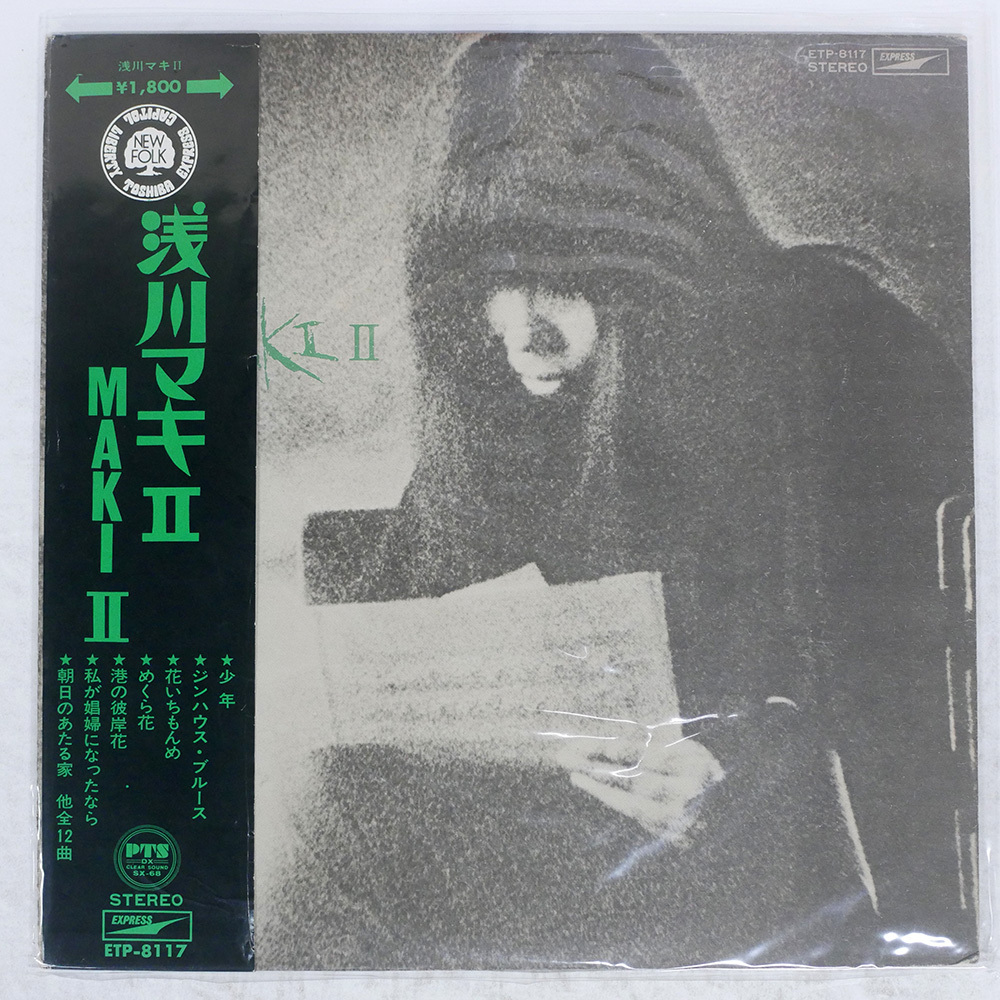 浅川マキII
¥1,800
NEW
FOLK
LIBERTY CAPITOL EXPRESS TOSHIBA
浅川マキII
MAKI II
★少年
★ジンハウス・ブルース
★花いちもんめ
★めくら花
★港の彼岸花
★私が娼婦になったなら
★朝日のあたる家 他全12曲
PTS
DX
CLEAR SOUND
SX-68
STEREO
EXPRESS
ETP-8117
KI II
ETP-8117
STEREO
EXPRESS